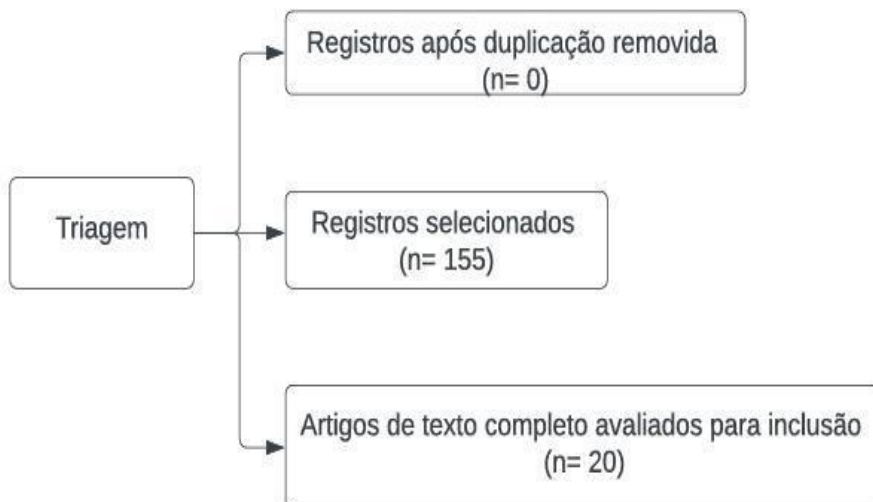 Registros após duplicação removida
(n= 0)
Triagem
Registros selecionados
(n= 155)
Artigos de texto completo avaliados para inclusão
(n= 20)